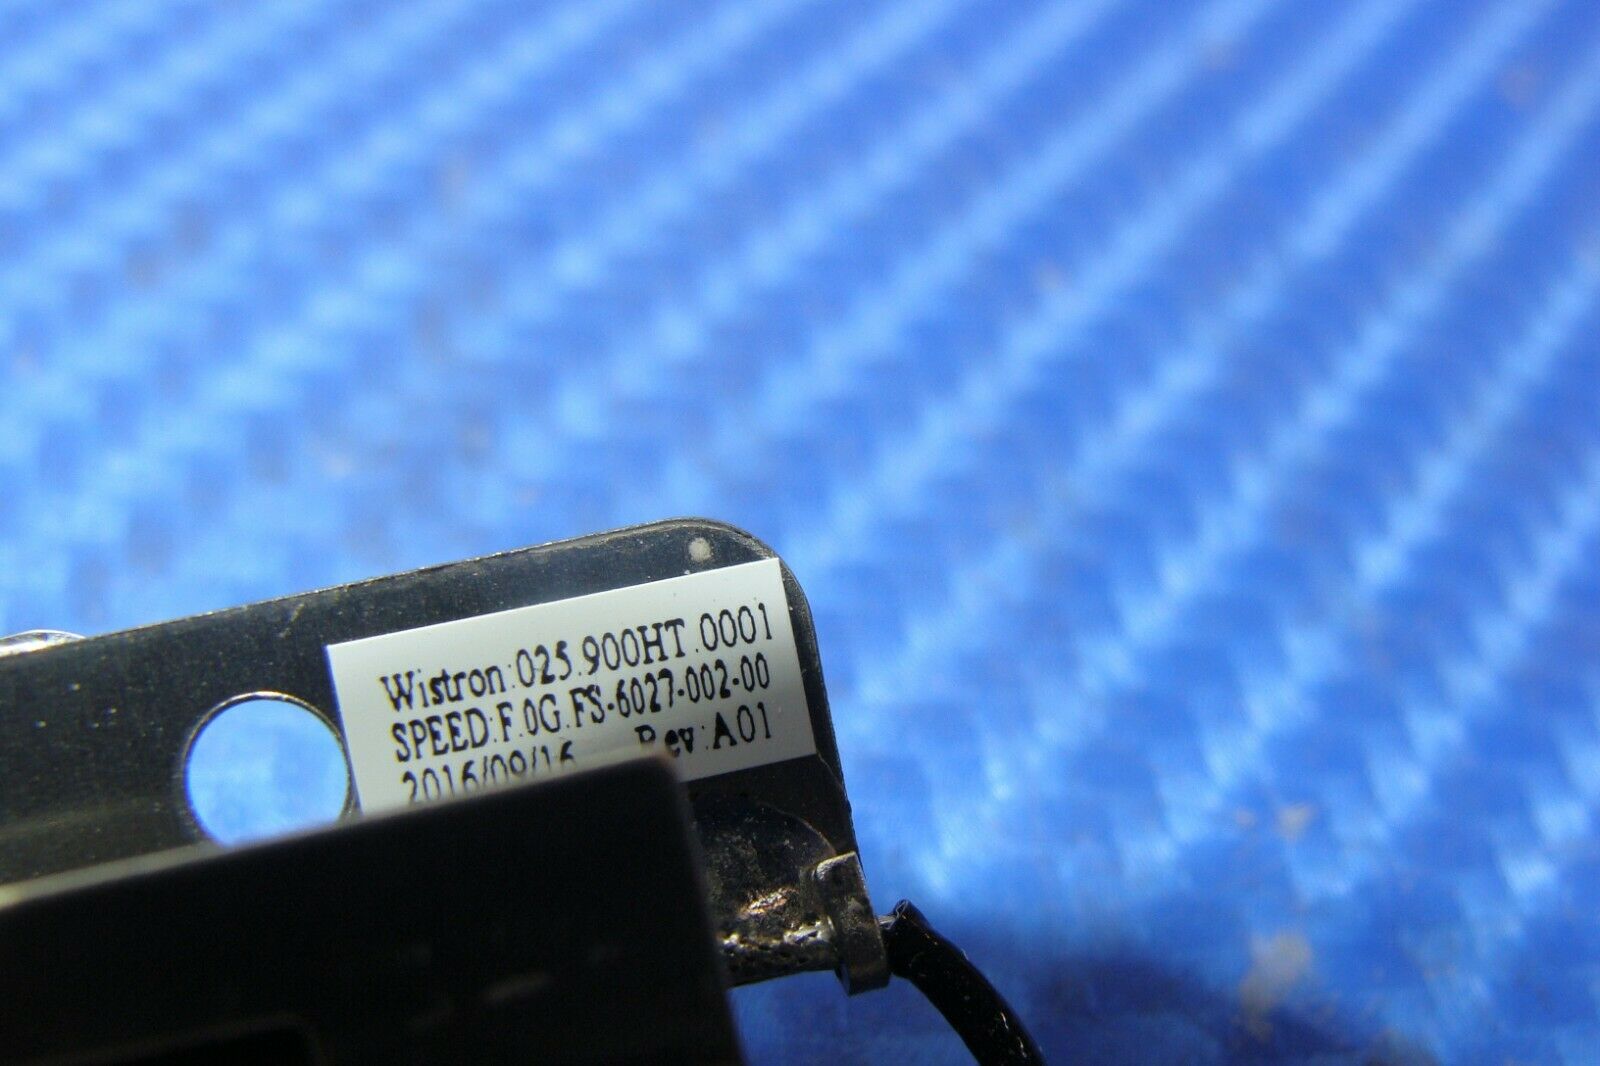 Wistron:025.900HT.0001
SPEED:F.0G.FS-6027-002-00
2016/09/16 Rev:A01